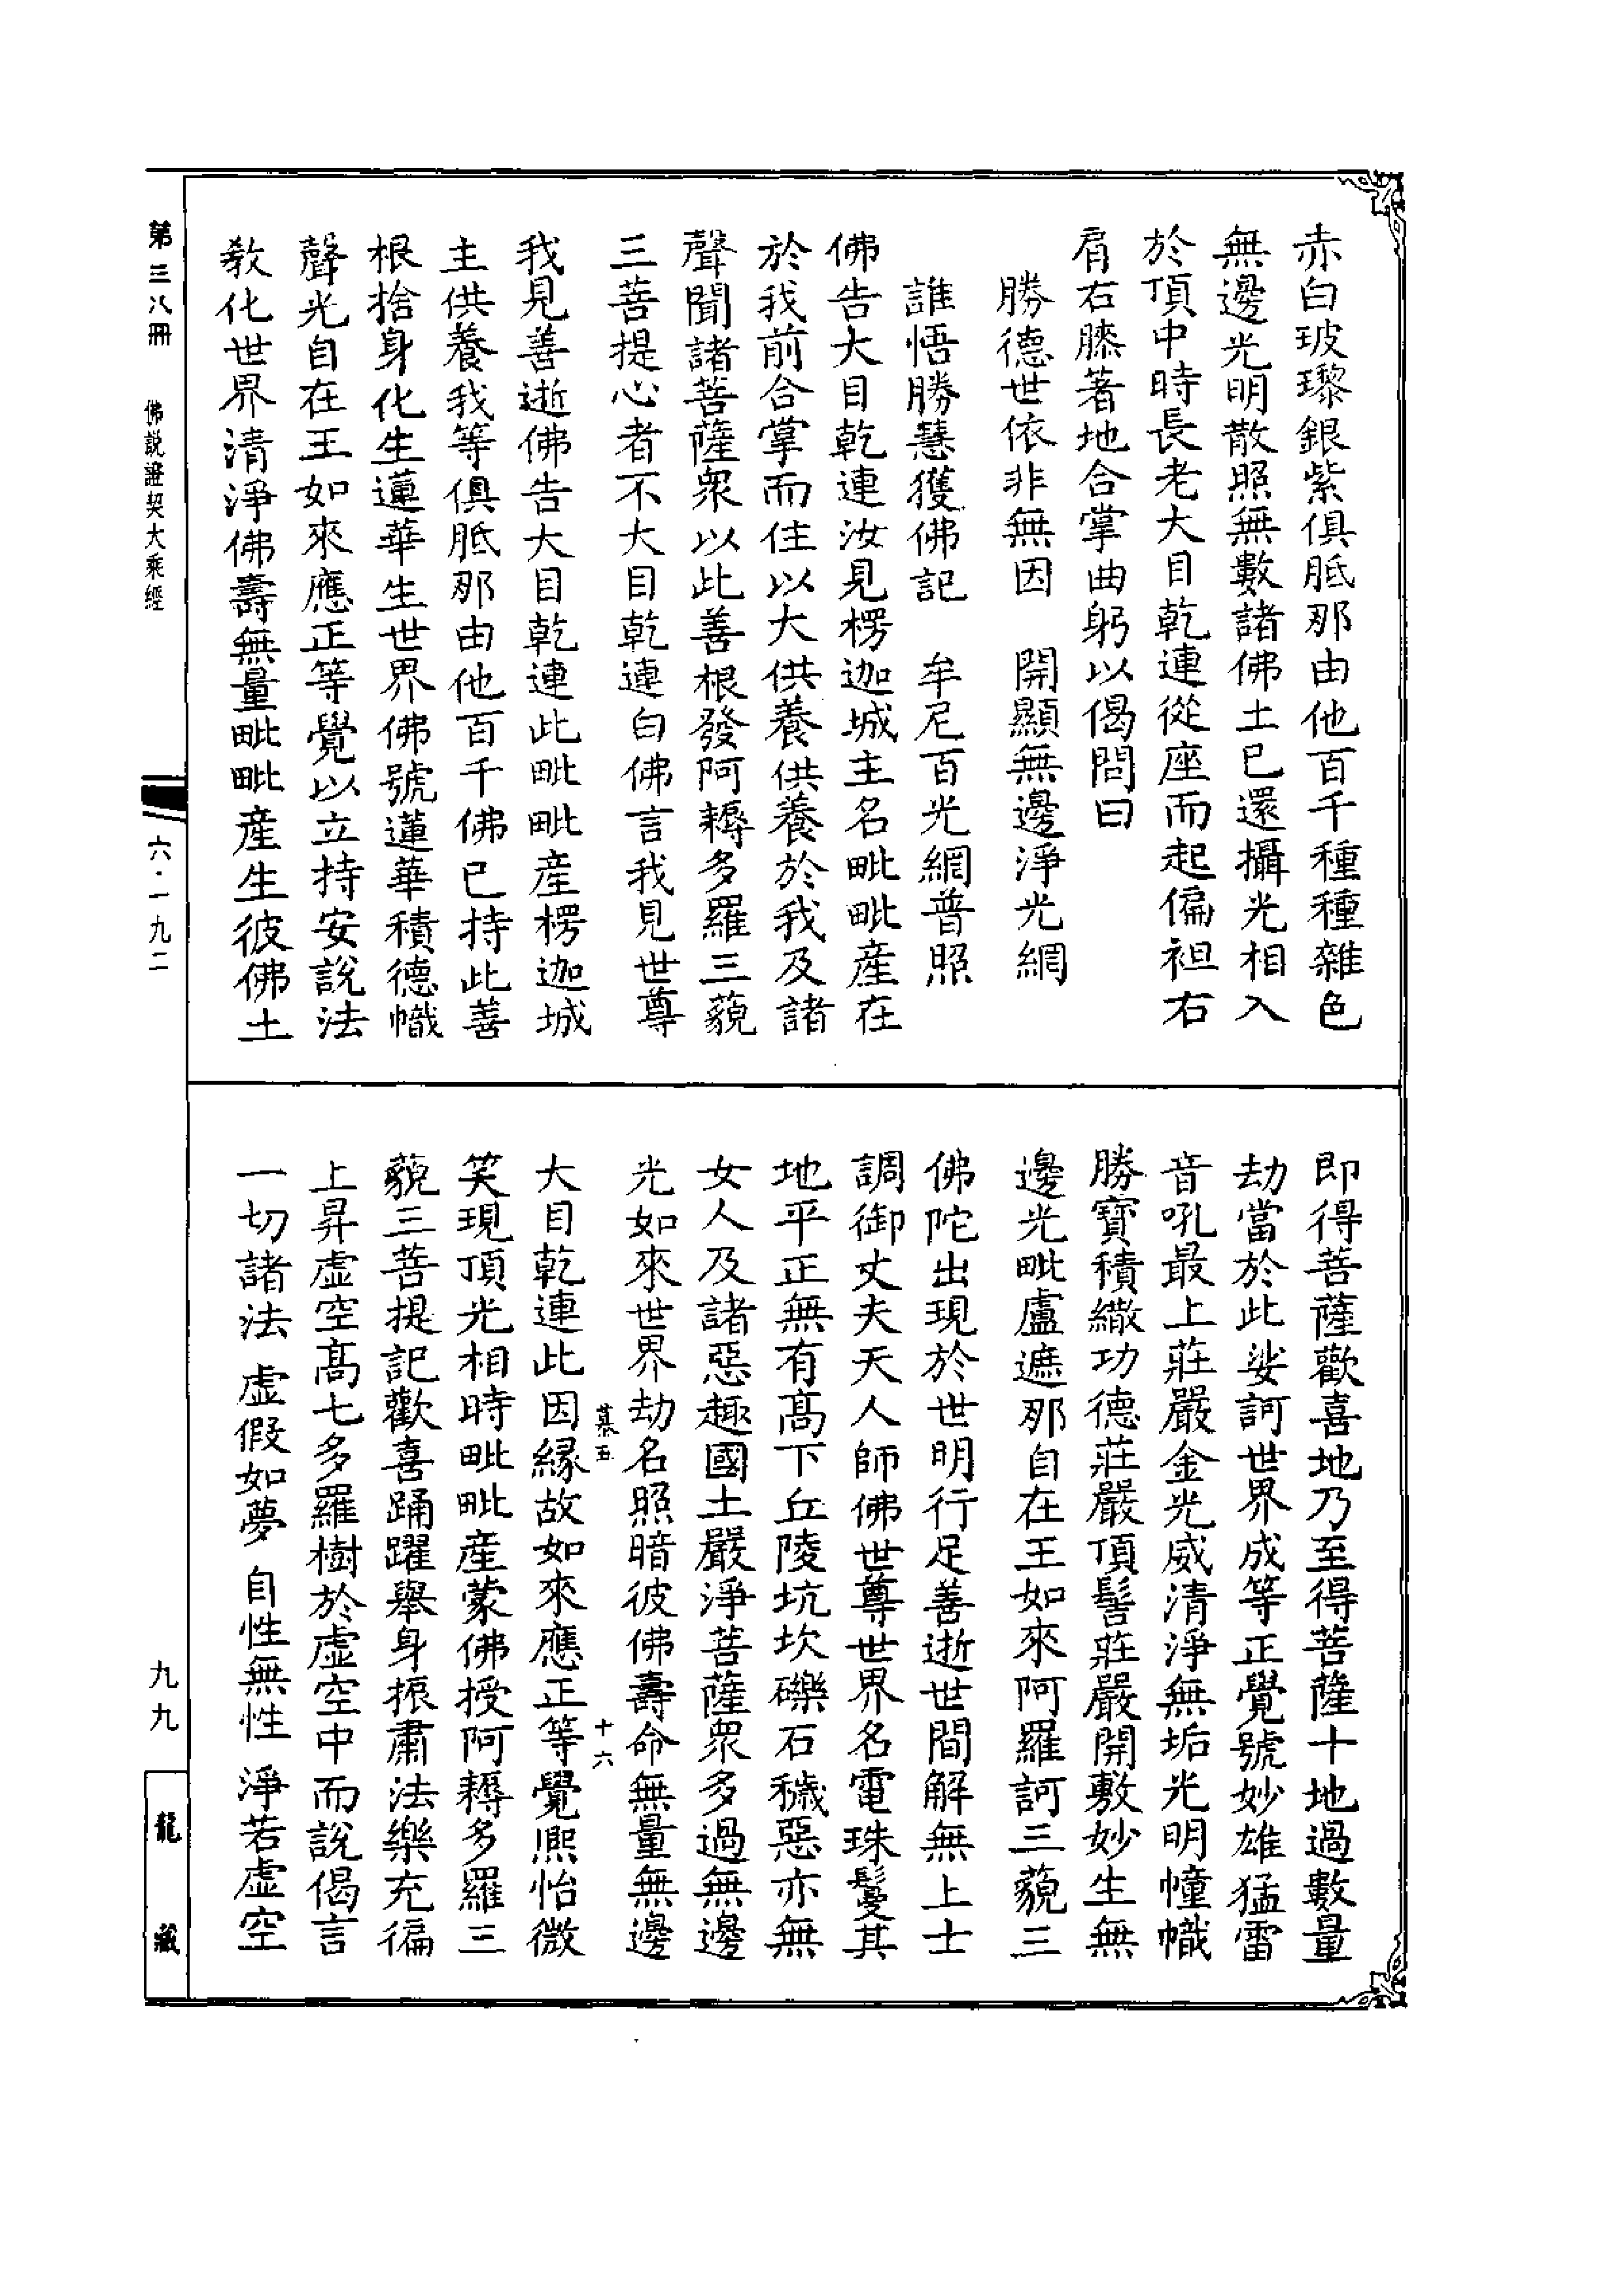 赤白玻瓈銀紫俱胝那由他百千種種雜色
無邊光明散照無數諸佛土已還攝光相入
於頂中時長老大目乾連從座而起偏袒右
肩右膝著地合掌曲躬以偈問曰
勝德世依非無因　開顯無邊淨光網
誰悟勝慧獲佛記　牟尼百光網普照
佛告大目乾連汝見楞迦城主名毗毗產在
於我前合掌而住以大供養供養於我及諸
聲聞諸菩薩衆以此善根發阿耨多羅三藐
三菩提心者不大目乾連白佛言我見世尊
我見善逝佛告大目乾連此毗毗產楞迦城
主供養我等俱胝那由他百千佛已持此善
根捨身化生蓮華生世界佛號蓮華積德幟
聲光自在王如來應正等覺以立持安說法
教化世界清淨佛壽無量毗毗產生彼佛土
即得菩薩歡喜地乃至得菩薩十地過數量
劫當於此娑訶世界成等正覺號妙雄猛雷
音吼最上莊嚴金光威清淨無垢光明幢幟
勝寶積繖功德莊嚴頂髻莊嚴開敷妙生無
邊光毗盧遮那自在王如來阿羅訶三藐三
佛陀出現於世明行足善逝世間解無上士
調御丈夫天人師佛世尊世界名電珠鬘其
地平正無有高下丘陵坑坎礫石穢惡亦無
女人及諸惡趣國土嚴淨菩薩衆多過無邊
光如來世界劫名照暗彼佛壽命無量無邊
慕五　十六
大目乾連此因緣故如來應正等覺熙怡微
笑現頂光相時毗毗產蒙佛授阿耨多羅三
藐三菩提記歡喜踊躍舉身振肅法樂充徧
上昇虛空高七多羅樹於虛空中而說偈言
一切諸法　虛假如夢　自性無性　淨若虛空
第三八冊　佛說證契大乘經
六·一九二
九九
龍藏